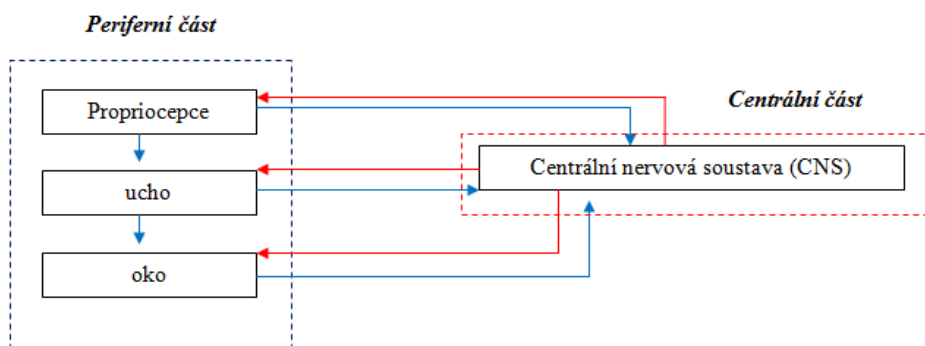 Periferní část
Propriocepce
Centrální část
Centrální nervová soustava (CNS)
ucho
oko